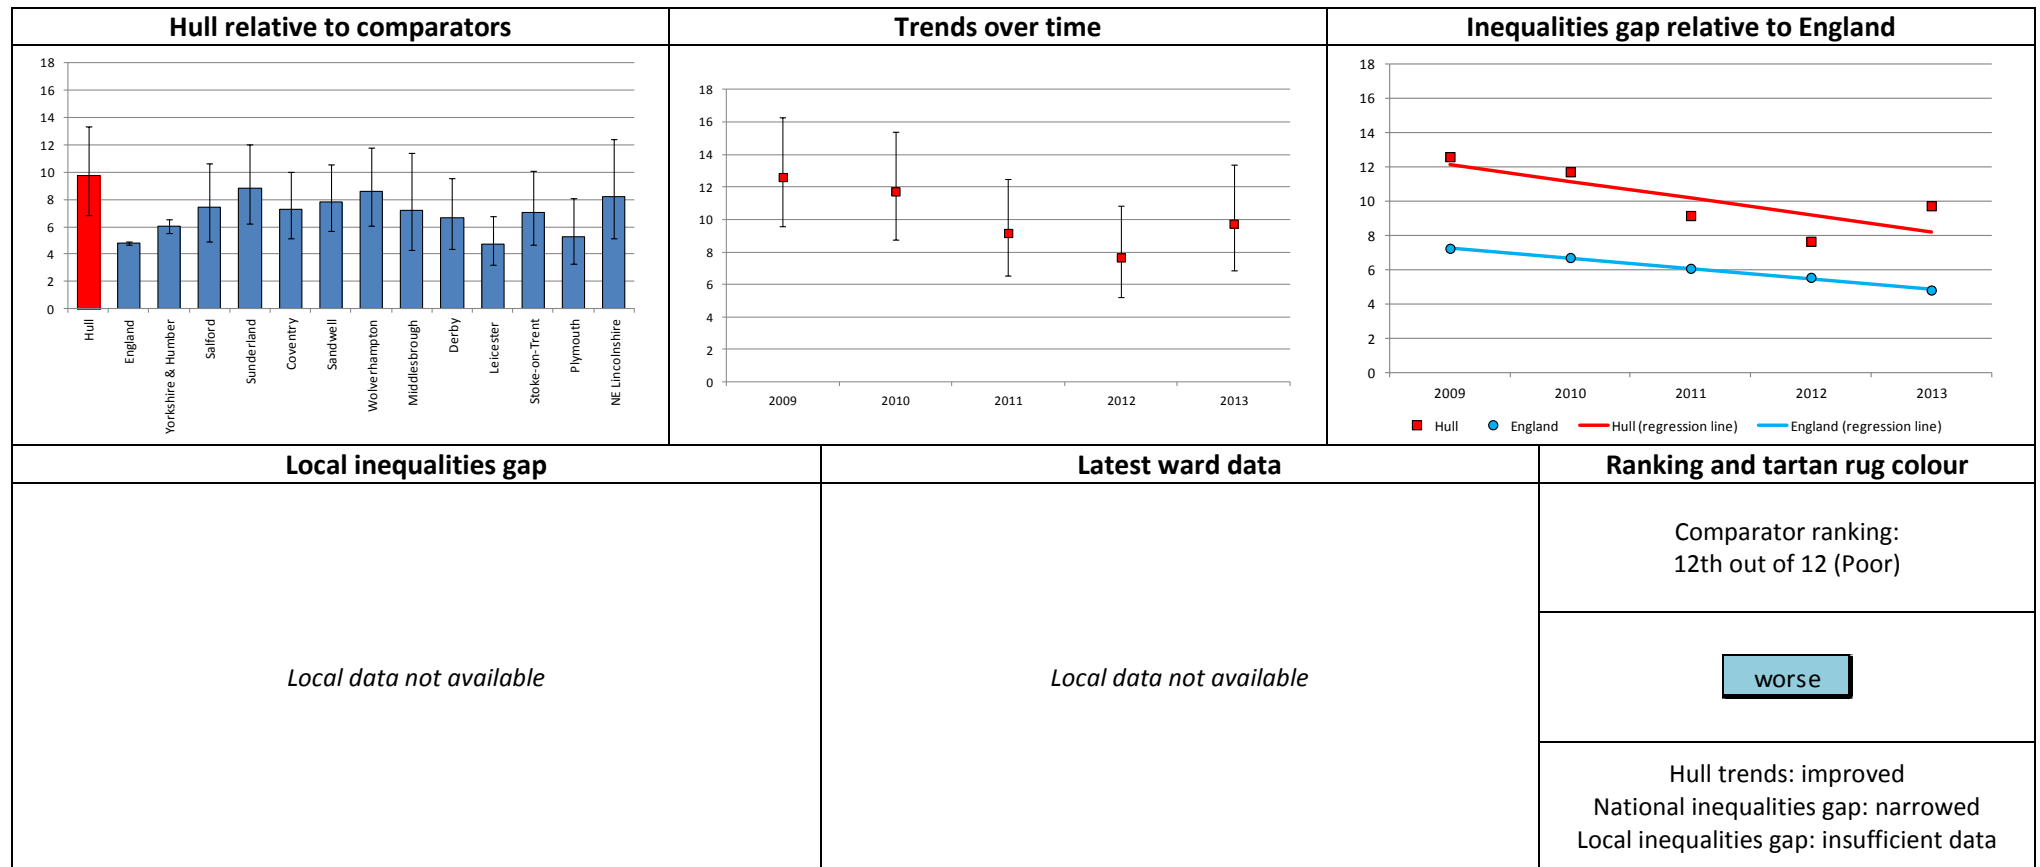 Hull relative to comparators
Trends over time
Inequalities gap relative to England
18
16
14
12
10
8
6
4
2
0
Hull
England
Yorkshire & Humber
Salford
Sunderland
Coventry
Sandwell
Wolverhampton
Middlesbrough
Derby
Leicester
Stoke-on-Trent
Plymouth
NE Lincolnshire
18
16
14
12
10
8
6
4
2
0
2009 2010 2011 2012 2013
18
16
14
12
10
8
6
4
2
0
2009 2010 2011 2012 2013
Hull England Hull (regression line) England (regression line)
Local inequalities gap
Latest ward data
Ranking and tartan rug colour
Local data not available
Local data not available
Comparator ranking:
12th out of 12 (Poor)
worse
Hull trends: improved
National inequalities gap: narrowed
Local inequalities gap: insufficient data